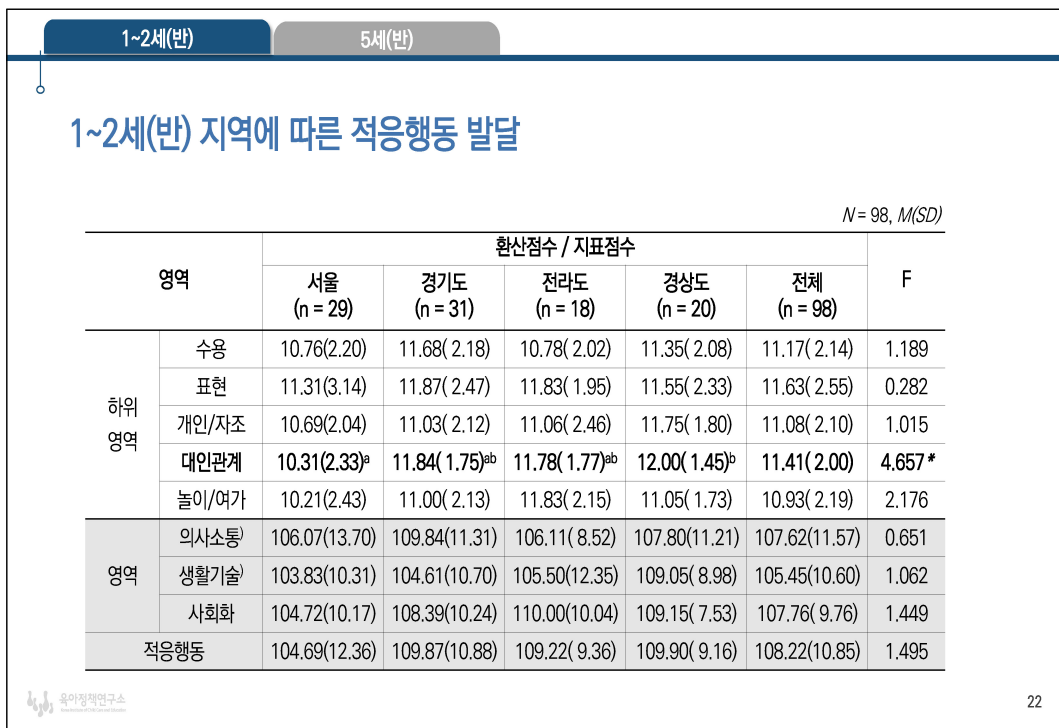 1~2세(반)
5세(반)
1~2세(반) 지역에 따른 적응행동 발달
N = 98, M(SD)
영역 환산점수 / 지표점수 F
서울 (n = 29) 경기도 (n = 31) 전라도 (n = 18) 경상도 (n = 20) 전체 (n = 98)
하위 영역
수용 10.76(2.20) 11.68( 2.18) 10.78( 2.02) 11.35( 2.08) 11.17( 2.14) 1.189
표현 11.31(3.14) 11.87( 2.47) 11.83( 1.95) 11.55( 2.33) 11.63( 2.55) 0.282
개인/자조 10.69(2.04) 11.03( 2.12) 11.06( 2.46) 11.75( 1.80) 11.08( 2.10) 1.015
대인관계 10.31(2.33)a 11.84( 1.75)ab 11.78( 1.77)ab 12.00( 1.45)b 11.41( 2.00) 4.657*
놀이/여가 10.21(2.43) 11.00( 2.13) 11.83( 2.15) 11.05( 1.73) 10.93( 2.19) 2.176
영역
의사소통) 106.07(13.70) 109.84(11.31) 106.11( 8.52) 107.80(11.21) 107.62(11.57) 0.651
생활기술) 103.83(10.31) 104.61(10.70) 105.50(12.35) 109.05( 8.98) 105.45(10.60) 1.062
사회화 104.72(10.17) 108.39(10.24) 110.00(10.04) 109.15( 7.53) 107.76( 9.76) 1.449
적응행동 104.69(12.36) 109.87(10.88) 109.22( 9.36) 109.90( 9.16) 108.22(10.85) 1.495
육아정책연구소
22